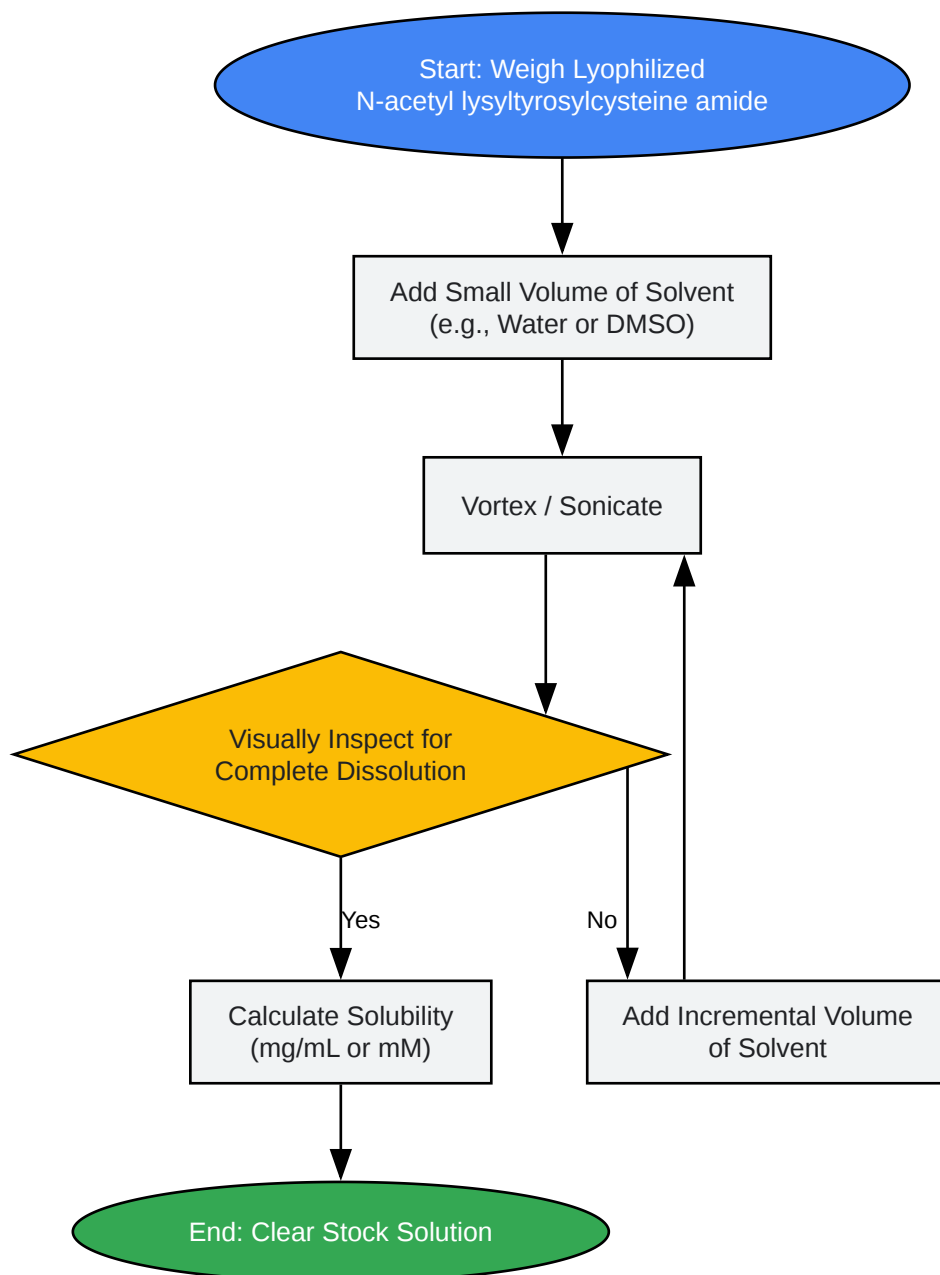 Start: Weigh Lyophilized
N-acetyl lysyltyrosylcysteine amide
Add Small Volume of Solvent
(e.g., Water or DMSO)
Vortex / Sonicate
Visually Inspect for
Complete Dissolution
Yes
No
Calculate Solubility
(mg/mL or mM)
Add Incremental Volume
of Solvent
End: Clear Stock Solution